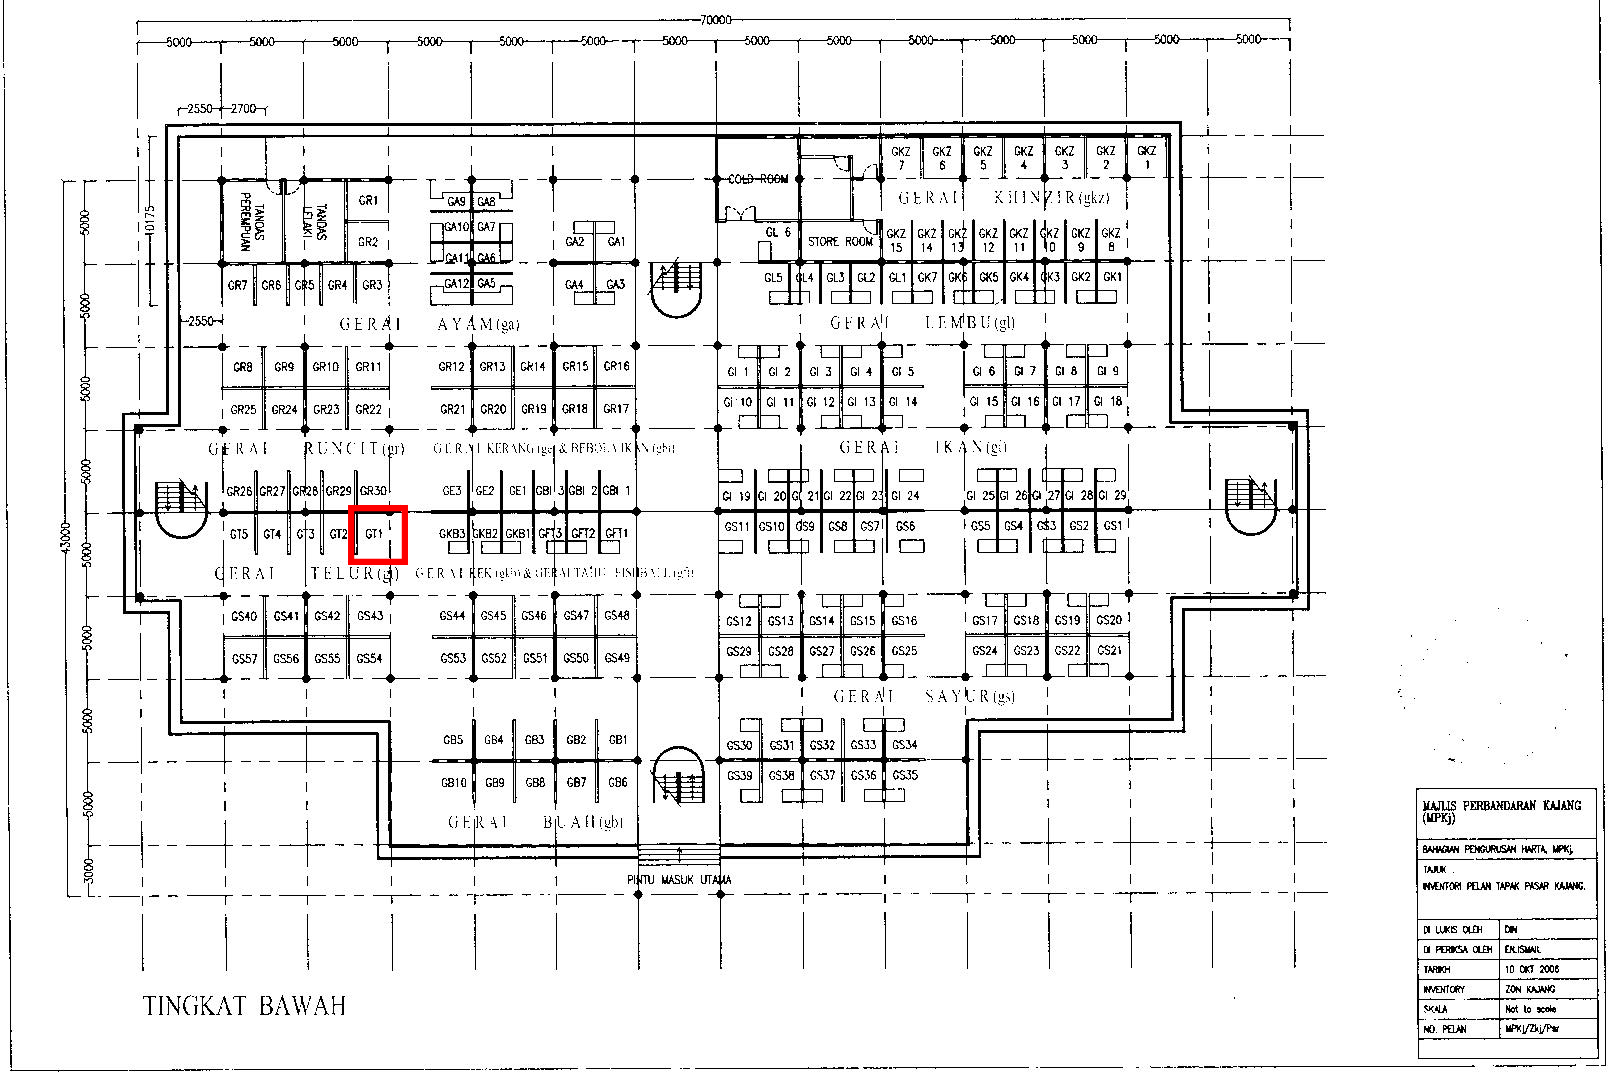 70000
5000 5000 5000 5000 5000 5000 5000 5000 5000 5000 5000 5000 5000 5000
2550 2700
GKZ 7 GKZ 6 GKZ 5 GKZ 4 GKZ 3 GKZ 2 GKZ 1
COLD ROOM
GERAI KHINZIR(gkz)
TANDAS PEREMPUAN
TANDAS LELAKI
GR1
GR2
GA9 GA8
GA10 GA7
GA11 GA6
GA12 GA5
GA2 GA1
GA4 GA3
GL 6
STORE ROOM
GKZ 15 GKZ 14 GKZ 13 GKZ 12 GKZ 11 GKZ 10 GKZ 9 GKZ 8
GR7 GR6 GR5 GR4 GR3
GL5 GL4 GL3 GL2 GL1 GK7 GK6 GK5 GK4 GK3 GK2 GK1
10175
2550
GERAI AYAM(ga)
GERAI LEMBU(gl)
GR8 GR9 GR10 GR11 GR12 GR13 GR14 GR15 GR16
GI 1 GI 2 GI 3 GI 4 GI 5 GI 6 GI 7 GI 8 GI 9
GR25 GR24 GR23 GR22 GR21 GR20 GR19 GR18 GR17
GI 10 GI 11 GI 12 GI 13 GI 14 GI 15 GI 16 GI 17 GI 18
GERAI RUNCIT(gr)
GERAI KERANG(ge) & BEBOLA IKAN(gbi)
GERAI IKAN(gi)
GR26 GR27 GR28 GR29 GR30 GE3 GE2 GE1 GBI 3 GBI 2 GBI 1
GI 19 GI 20 GI 21 GI 22 GI 23 GI 24 GI 25 GI 26 GI 27 GI 28 GI 29
GT5 GT4 GT3 GT2 GT1 GKB3 GKB2 GKB1 GFT3 GFT2 GFT1
GS11 GS10 GS9 GS8 GS7 GS6 GS5 GS4 GS3 GS2 GS1
GERAI TELUR(gt)
GERAI KEK(gkb) & GERAI TAHU FISHBALL(gft)
GS40 GS41 GS42 GS43 GS44 GS45 GS46 GS47 GS48
GS12 GS13 GS14 GS15 GS16 GS17 GS18 GS19 GS20
GS57 GS56 GS55 GS54 GS53 GS52 GS51 GS50 GS49
GS29 GS28 GS27 GS26 GS25 GS24 GS23 GS22 GS21
GERAI SAYUR(gs)
GB5 GB4 GB3 GB2 GB1
GS30 GS31 GS32 GS33 GS34
GB10 GB9 GB8 GB7 GB6
GS39 GS38 GS37 GS36 GS35
GERAI BUAH(gb)
PINTU MASUK UTAMA
43000
5000
5000
5000
5000
5000
5000
5000
5000
3000
TINGKAT BAWAH
MAJLIS PERBANDARAN KAJANG
(MPKj)
BAHAGIAN PENGURUSAN HARTA, MPKj.
TAJUK .
INVENTORI PELAN TAPAK PASAR KAJANG.
DI LUKIS OLEH DIN
DI PERIKSA OLEH EN.ISMAIL
TARIKH 10 OKT 2006
INVENTORY ZON KAJANG
SKALA Not to scale
NO. PELAN MPKj/Zkj/Psr